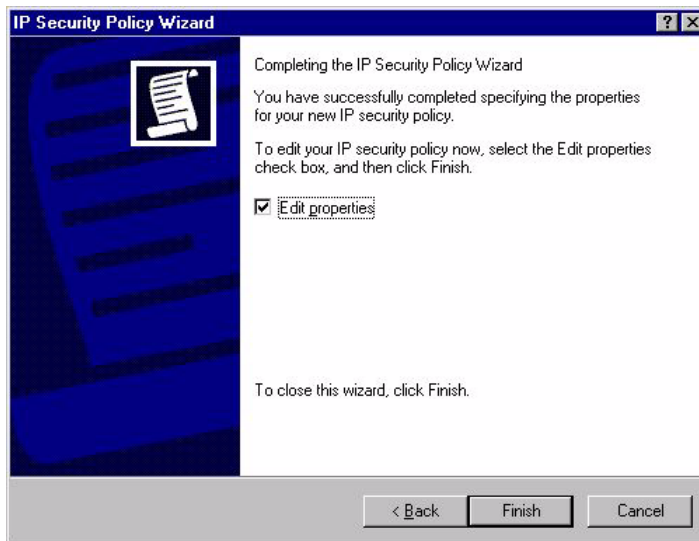 IP Security Policy Wizard
Completing the IP Security Policy Wizard
You have successfully completed specifying the properties
for your new IP security policy.
To edit your IP security policy now, select the Edit properties
check box, and then click Finish.
Edit properties
To close this wizard, click Finish.
< Back
Finish
Cancel